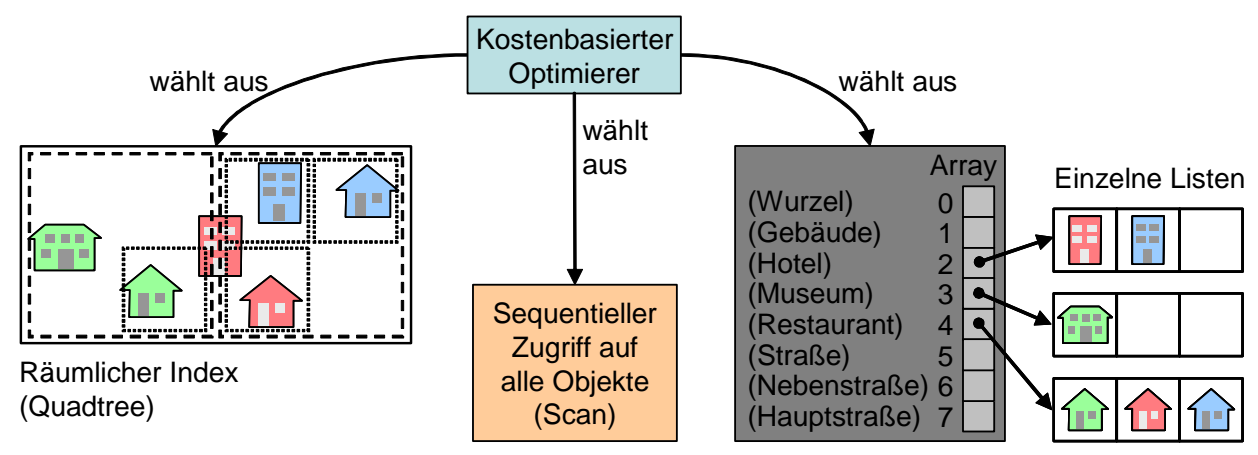 Kostenbasierter
Optimierer
wählt aus
wählt
aus
wählt aus
Räumlicher Index
(Quadtree)
Sequentieller
Zugriff auf
alle Objekte
(Scan)
Array
(Wurzel) 0
(Gebäude) 1
(Hotel) 2
(Museum) 3
(Restaurant) 4
(Straße) 5
(Nebenstraße) 6
(Hauptstraße) 7
Einzelne Listen